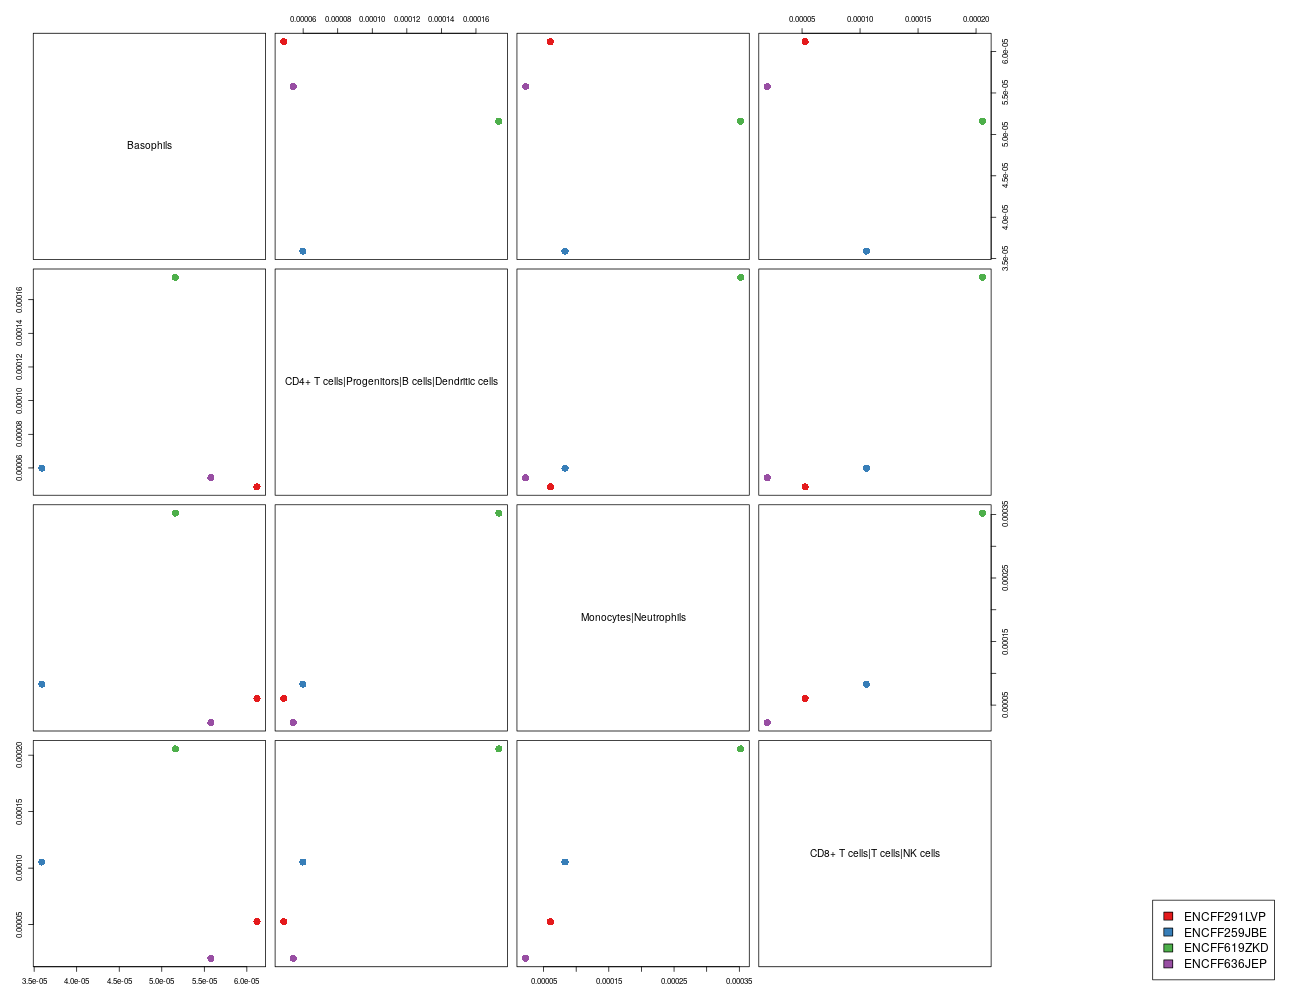 0.00006 0.00008 0.00010 0.00012 0.00014 0.00016
0.00005 0.00010 0.00015 0.00020
Basophils
3.5e-05 4.0e-05 4.5e-05 5.0e-05 5.5e-05 6.0e-05
0.00006 0.00008 0.00010 0.00012 0.00014 0.00016
CD4+ T cells|Progenitors|B cells|Dendritic cells
Monocytes|Neutrophils
0.00005 0.00015 0.00025 0.00035
0.00005 0.00010 0.00015 0.00020
CD8+ T cells|T cells|NK cells
3.5e-05 4.0e-05 4.5e-05 5.0e-05 5.5e-05 6.0e-05
0.00005 0.00015 0.00025 0.00035
ENCFF291LVP
ENCFF259JBE
ENCFF619ZKD
ENCFF636JEP